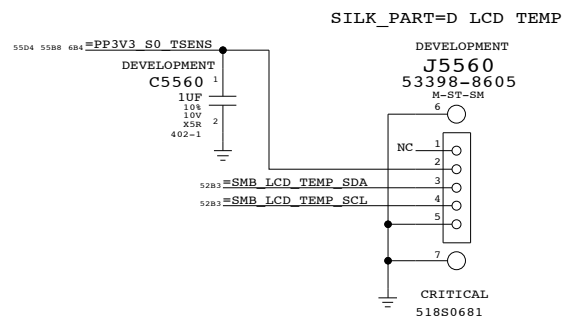 SILK_PART=D LCD TEMP
55D4 55B8 6B4 =PP3V3_S0_TSENS
DEVELOPMENT
DEVELOPMENT
C5560
1
J5560
53398-8605
1UF
M-ST-SM
10%
10V
X5R
402-1
2
6
NC
1
2
52B3 =SMB_LCD_TEMP_SDA
3
52B3 =SMB_LCD_TEMP_SCL
4
5
7
CRITICAL
518S0681